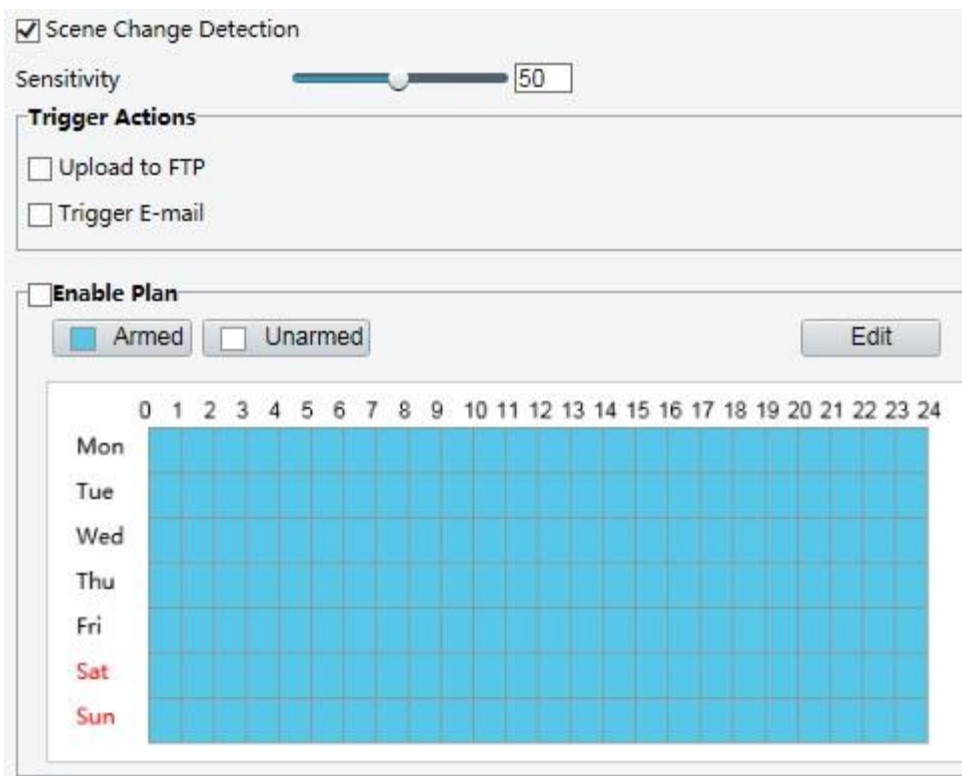 Scene Change Detection
Sensitivity 50
Trigger Actions
Upload to FTP
Trigger E-mail
Enable Plan
Armed Unarmed Edit
0 1 2 3 4 5 6 7 8 9 10 11 12 13 14 15 16 17 18 19 20 21 22 23 24
Mon
Tue
Wed
Thu
Fri
Sat
Sun